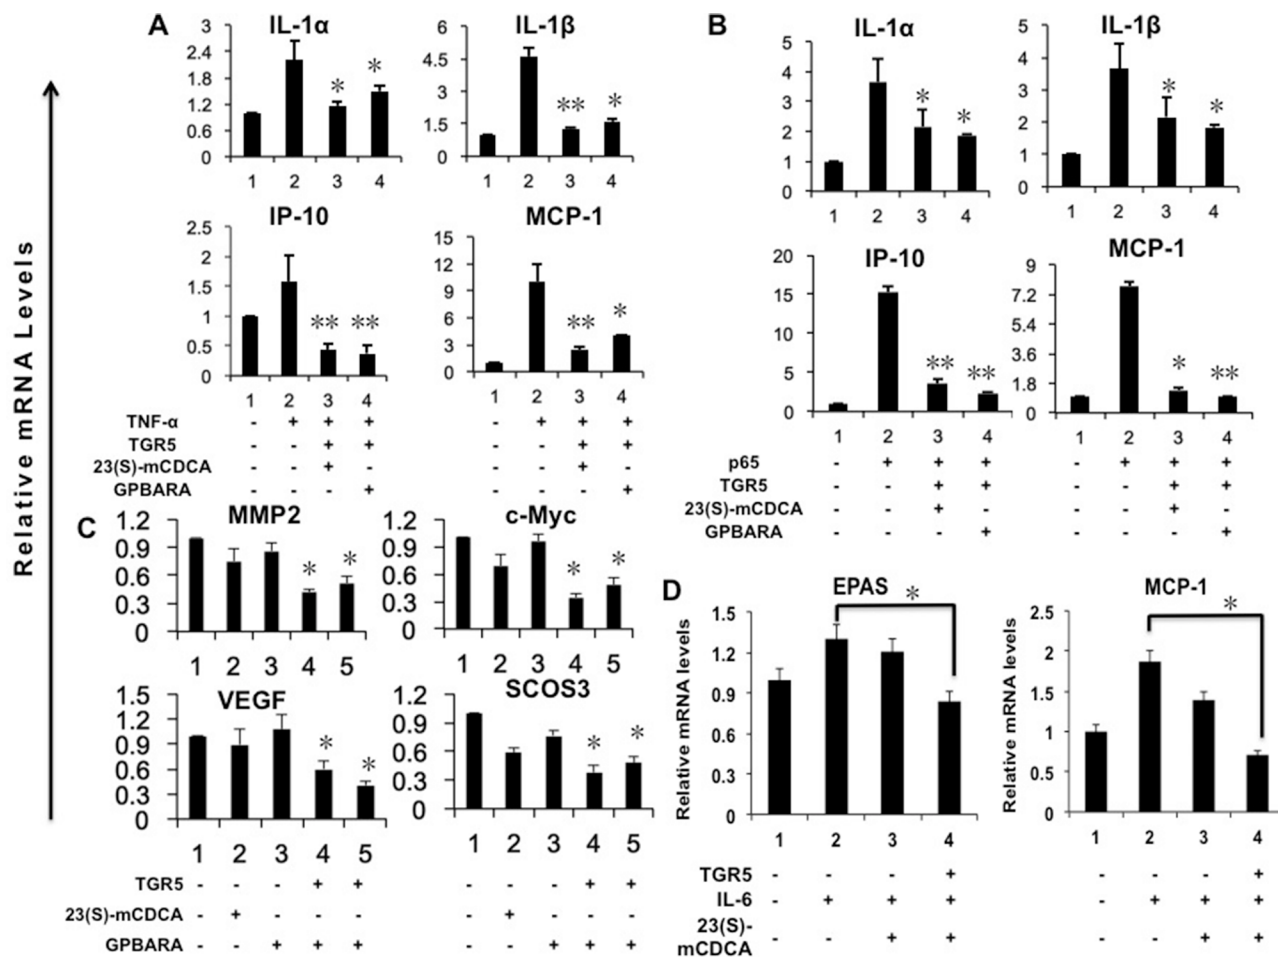 Relative mRNA Levels
A
IL-1α
3
2.4
1.8
1.2
0.6
0
* *
1 2 3 4
IL-1β
6
4.5
3
1.5
0
** *
1 2 3 4
IP-10
2.5
2
1.5
1
0.5
0
** **
1 2 3 4
MCP-1
15
12
9
6
3
0
** *
1 2 3 4
TNF-α - + + + - + + +
TGR5 - - + + - - + +
23(S)-mCDCA - - + - - - + -
GPBARA - - - + - - - +
B
IL-1α
5
4
3
2
1
0
* *
1 2 3 4
IL-1β
5
4
3
2
1
0
* *
1 2 3 4
IP-10
20
15
10
5
0
** **
1 2 3 4
MCP-1
9
7.2
5.4
3.6
1.8
0
* **
1 2 3 4
p65 - + + + - + + +
TGR5 - - + + - - + +
23(S)-mCDCA - - + - - - + -
GPBARA - - - + - - - +
C
MMP2
1.2
0.9
0.6
0.3
0
* *
1 2 3 4 5
c-Myc
1.2
0.9
0.6
0.3
0
* *
1 2 3 4 5
VEGF
1.5
1.2
0.9
0.6
0.3
0
* *
1 2 3 4 5
SCOS3
1.2
0.9
0.6
0.3
0
* *
1 2 3 4 5
TGR5 - - - + + - - - + +
23(S)-mCDCA - + - - - - + - - -
GPBARA - - + + + - - + + +
D
EPAS
Relative mRNA levels
1.5
1.2
0.9
0.6
0.3
0
*
1 2 3 4
MCP-1
Relative mRNA levels
2.5
2
1.5
1
0.5
0
*
1 2 3 4
TGR5 - - - + - - - +
IL-6 - + + + - + + +
23(S)-
mCDCA - - + + - - + +